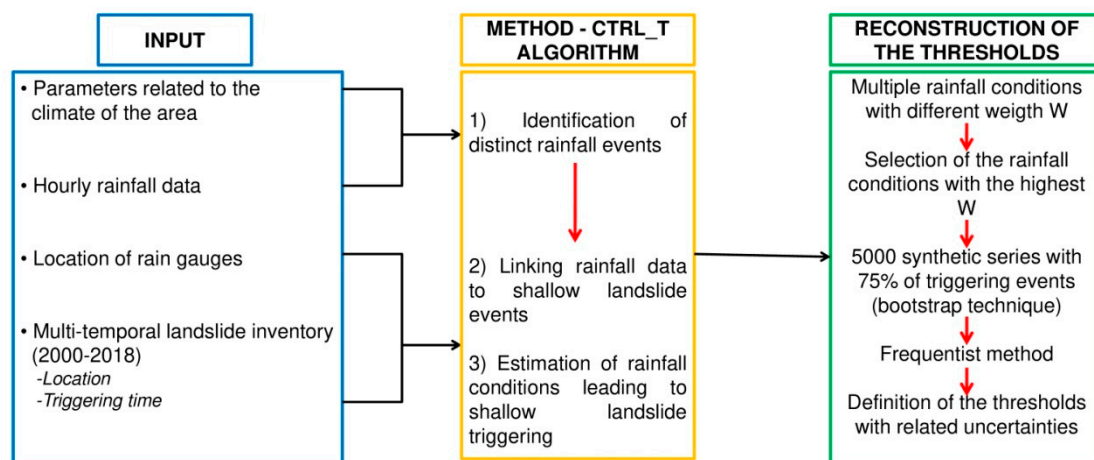 INPUT
• Parameters related to the
climate of the area
• Hourly rainfall data
• Location of rain gauges
• Multi-temporal landslide inventory
(2000-2018)
-Location
-Triggering time
METHOD - CTRL_T
ALGORITHM
1) Identification of
distinct rainfall events
2) Linking rainfall data
to shallow landslide
events
3) Estimation of rainfall
conditions leading to
shallow landslide
triggering
RECONSTRUCTION OF
THE THRESHOLDS
Multiple rainfall conditions
with different weigth W
Selection of the rainfall
conditions with the highest
W
5000 synthetic series with
75% of triggering events
(bootstrap technique)
Frequentist method
Definition of the thresholds
with related uncertainties